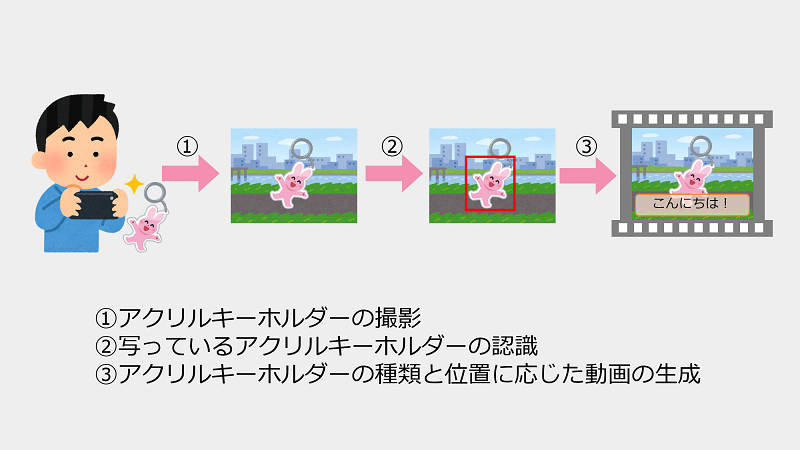 ① ② ③
こんにちは！
①アクリルキーホルダーの撮影
②写っているアクリルキーホルダーの認識
③アクリルキーホルダーの種類と位置に応じた動画の生成